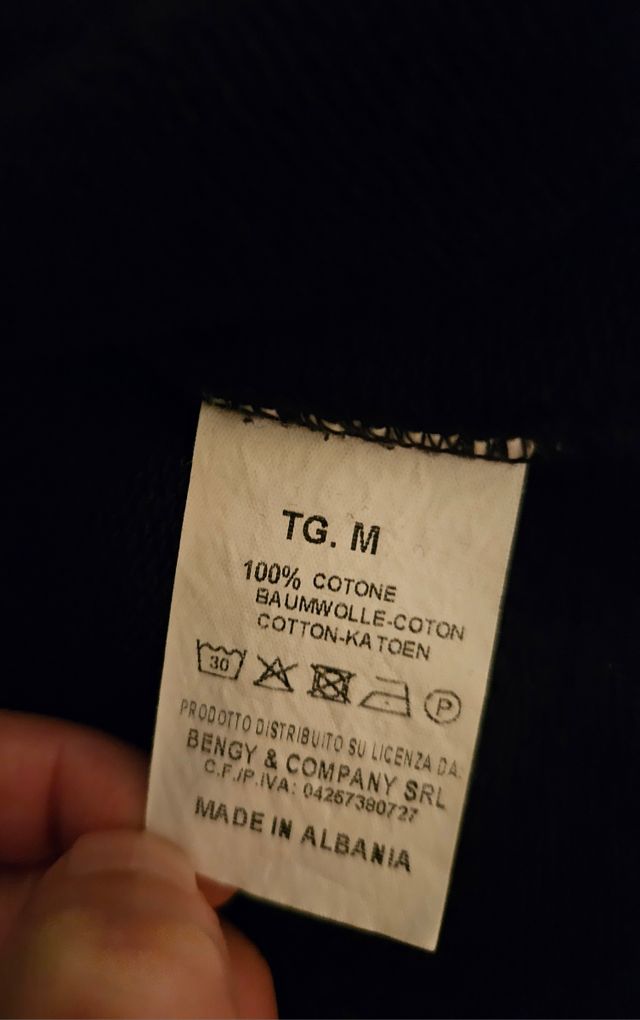 TG. M
100% COTONE
BAUMWOLLE-COTON
COTTON-KATOEN
30 P
PRODOTTO DISTRIBUITO SU LICENZA DA:
BENGY & COMPANY SRL
C.F./P.IVA: 04267380727
MADE IN ALBANIA